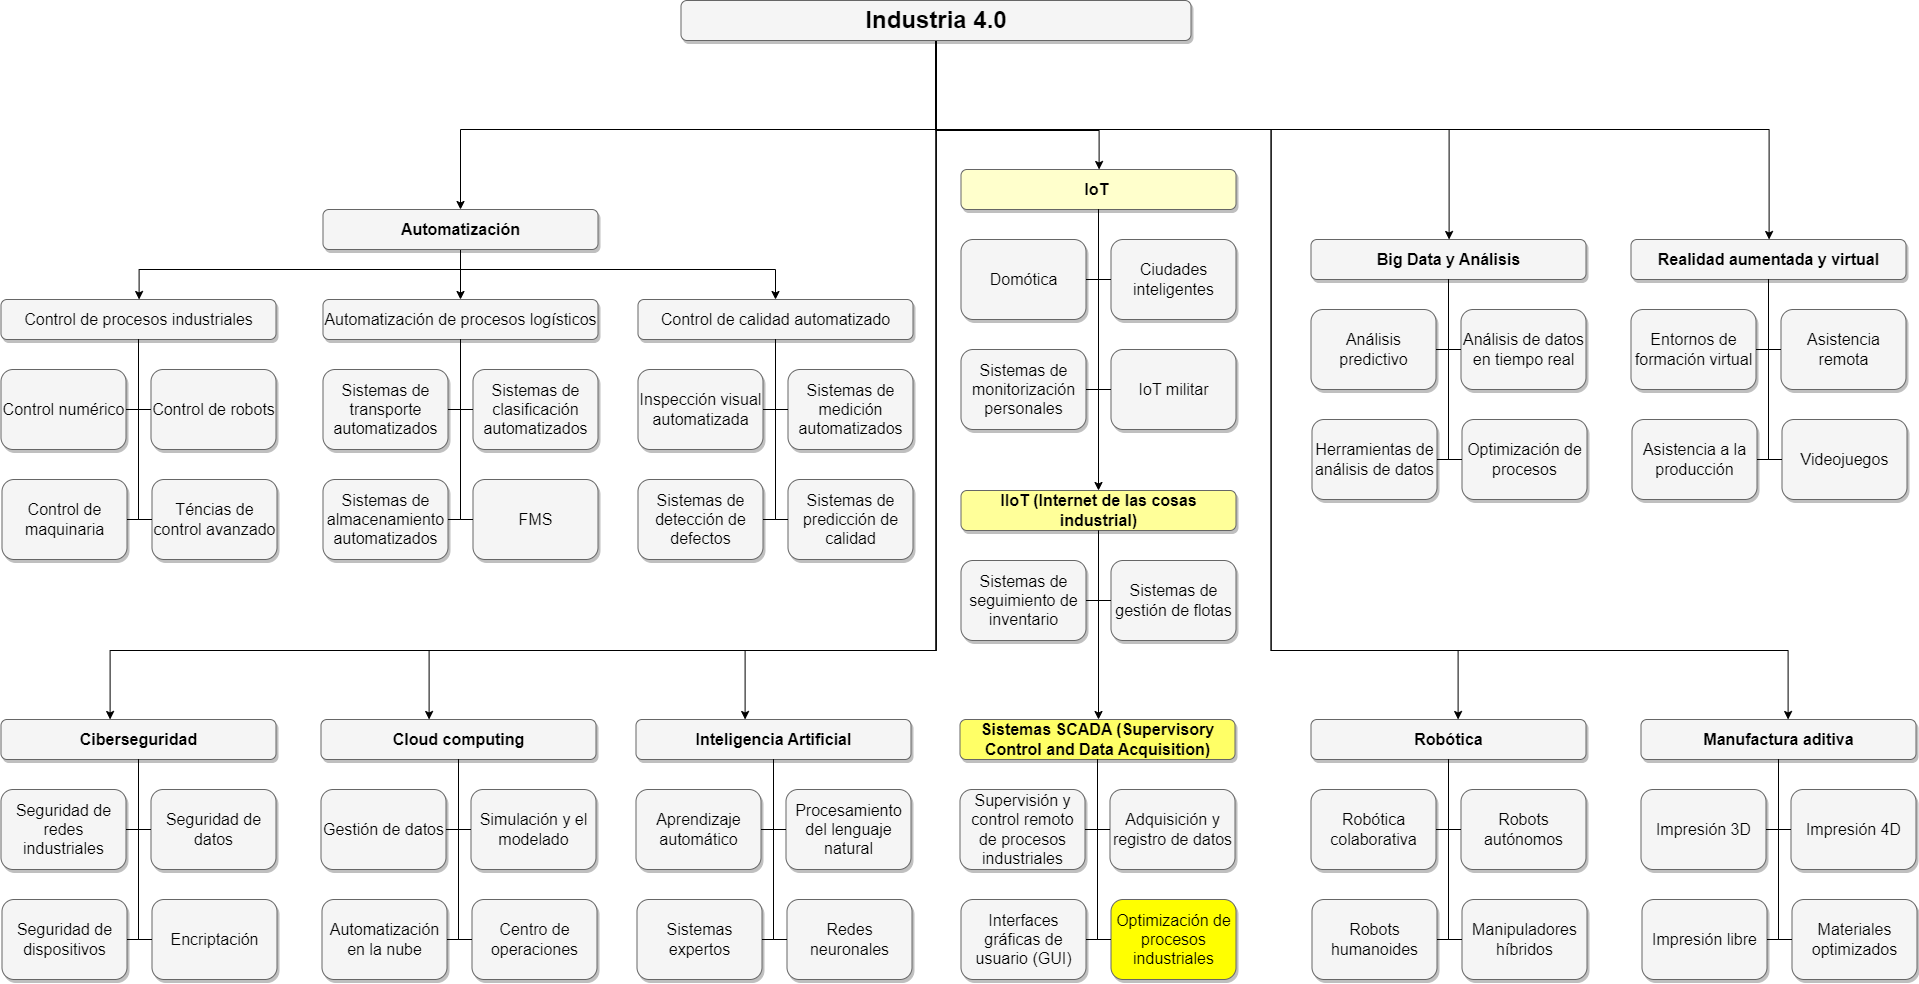 Industria 4.0
IoT
Automatización
Domótica
Ciudades
inteligentes
Big Data y Análisis
Realidad aumentada y virtual
Control de procesos industriales
Automatización de procesos logísticos
Control de calidad automatizado
Análisis
predictivo
Análisis de datos
en tiempo real
Entornos de
formación virtual
Asistencia
remota
Control numérico
Control de robots
Sistemas de
transporte
automatizados
Sistemas de
clasificación
automatizados
Inspección visual
automatizada
Sistemas de
medición
automatizados
Sistemas de
monitorización
personales
IoT militar
Herramientas de
análisis de datos
Optimización de
procesos
Asistencia a la
producción
Videojuegos
Control de
maquinaria
Téncias de
control avanzado
Sistemas de
almacenamiento
automatizados
FMS
Sistemas de
detección de
defectos
Sistemas de
predicción de
calidad
IIoT (Internet de las cosas
industrial)
Sistemas de
seguimiento de
inventario
Sistemas de
gestión de flotas
Ciberseguridad
Cloud computing
Inteligencia Artificial
Sistemas SCADA (Supervisory
Control and Data Acquisition)
Robótica
Manufactura aditiva
Seguridad de
redes
industriales
Seguridad de
datos
Gestión de datos
Simulación y el
modelado
Aprendizaje
automático
Procesamiento
del lenguaje
natural
Supervisión y
control remoto
de procesos
industriales
Adquisición y
registro de datos
Robótica
colaborativa
Robots
autónomos
Impresión 3D
Impresión 4D
Seguridad de
dispositivos
Encriptación
Automatización
en la nube
Centro de
operaciones
Sistemas
expertos
Redes
neuronales
Interfaces
gráficas de
usuario (GUI)
Optimización de
procesos
industriales
Robots
humanoides
Manipuladores
híbridos
Impresión libre
Materiales
optimizados